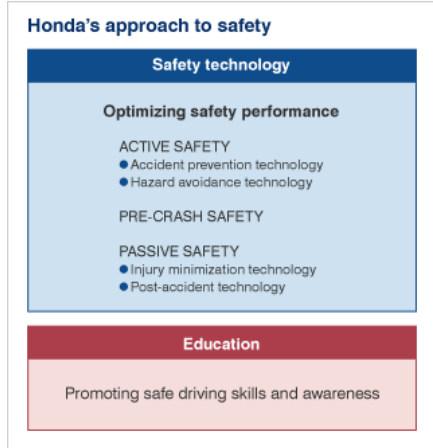 Honda's approach to safety
Safety technology
Optimizing safety performance
ACTIVE SAFETY
● Accident prevention technology
● Hazard avoidance technology
PRE-CRASH SAFETY
PASSIVE SAFETY
● Injury minimization technology
● Post-accident technology
Education
Promoting safe driving skills and awareness